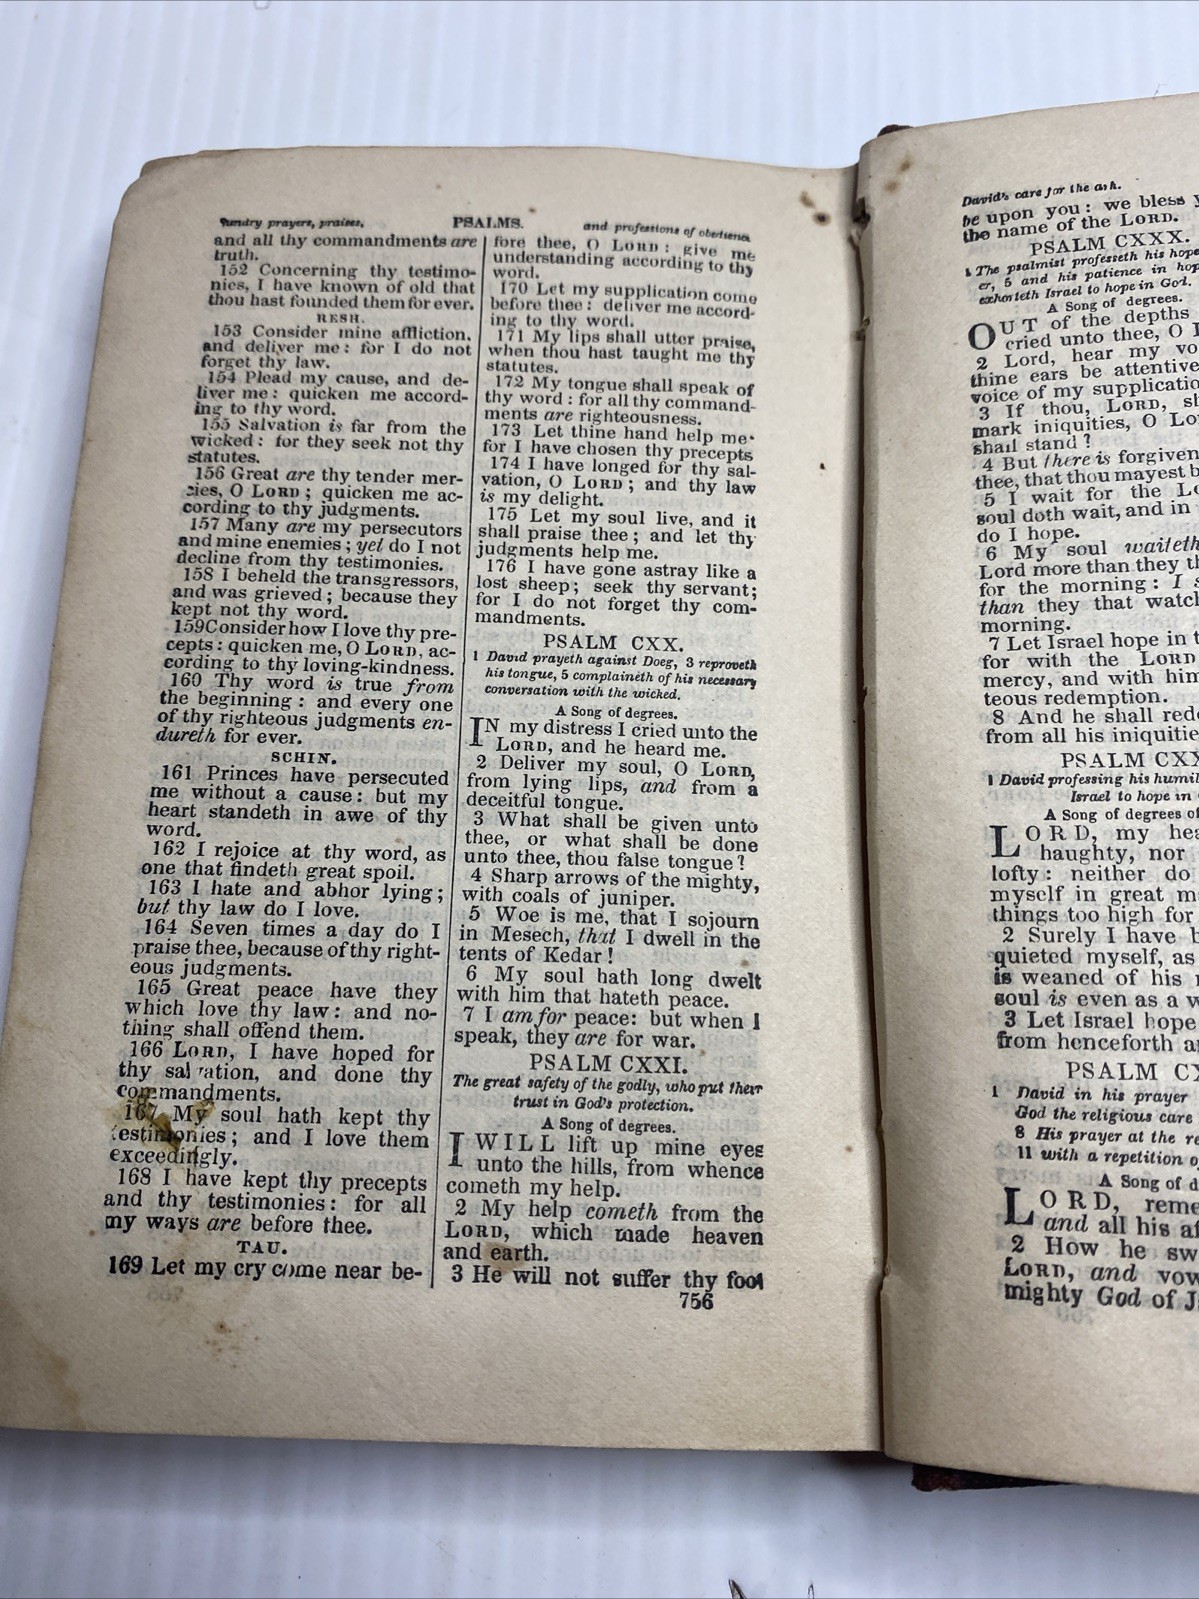 Sundry prayers, praises, PSALMS. and professions of obedience
and all thy commandments are
truth.
152 Concerning thy testimo-
nies, I have known of old that
thou hast founded them for ever.
RESH.
153 Consider mine affliction,
and deliver me: for I do not
forget thy law.
154 Plead my cause, and de-
liver me: quicken me accord-
ing to thy word.
155 Salvation is far from the
wicked: for they seek not thy
statutes.
156 Great are thy tender mer-
cies, O LORD; quicken me ac-
cording to thy judgments.
157 Many are my persecutors
and mine enemies; yet do I not
decline from thy testimonies.
158 I beheld the transgressors,
and was grieved; because they
kept not thy word.
159 Consider how I love thy pre-
cepts: quicken me, O LORD, ac-
cording to thy loving-kindness.
160 Thy word is true from
the beginning: and every one
of thy righteous judgments en-
dureth for ever.
SCHIN.
161 Princes have persecuted
me without a cause: but my
heart standeth in awe of thy
word.
162 I rejoice at thy word, as
one that findeth great spoil.
163 I hate and abhor lying;
but thy law do I love.
164 Seven times a day do I
praise thee, because of thy right-
eous judgments.
165 Great peace have they
which love thy law: and no-
thing shall offend them.
166 LORD, I have hoped for
thy salvation, and done thy
commandments.
167 My soul hath kept thy
testimonies; and I love them
exceedingly.
168 I have kept thy precepts
and thy testimonies: for all
my ways are before thee.
TAU.
169 Let my cry come near be-
fore thee, O LORD: give me
understanding according to thy
word.
170 Let my supplication come
before thee: deliver me accord-
ing to thy word.
171 My lips shall utter praise,
when thou hast taught me thy
statutes.
172 My tongue shall speak of
thy word: for all thy command-
ments are righteousness.
173 Let thine hand help me·
for I have chosen thy precepts
174 I have longed for thy sal-
vation, O LORD; and thy law
is my delight.
175 Let my soul live, and it
shall praise thee; and let thy
judgments help me.
176 I have gone astray like a
lost sheep; seek thy servant;
for I do not forget thy com-
mandments.
PSALM CXX.
1 David prayeth against Doeg, 3 reproveth
his tongue, 5 complaineth of his necessary
conversation with the wicked.
A Song of degrees.
IN my distress I cried unto the
LORD, and he heard me.
2 Deliver my soul, O LORD,
from lying lips, and from a
deceitful tongue.
3 What shall be given unto
thee, or what shall be done
unto thee, thou false tongue?
4 Sharp arrows of the mighty,
with coals of juniper.
5 Woe is me, that I sojourn
in Mesech, that I dwell in the
tents of Kedar!
6 My soul hath long dwelt
with him that hateth peace.
7 I am for peace: but when I
speak, they are for war.
PSALM CXXI.
The great safety of the godly, who put their
trust in God's protection.
A Song of degrees.
I WILL lift up mine eyes
unto the hills, from whence
cometh my help.
2 My help cometh from the
LORD, which made heaven
and earth.
3 He will not suffer thy foot
756
David's care for the ark.
be upon you: we bless y
the name of the LORD.
PSALM CXXX.
1 The psalmist professeth his hope
er, 5 and his patience in hop
exhorteth Israel to hope in God.
A Song of degrees.
OUT of the depths
cried unto thee, O L
2 Lord, hear my vo
thine ears be attentive
voice of my supplicatio
3 If thou, LORD, sh
mark iniquities, O Lo
shall stand?
4 But there is forgiven
thee, that thou mayest b
5 I wait for the Lo
soul doth wait, and in
do I hope.
6 My soul waiteth
Lord more than they th
for the morning: I s
than they that watch
morning.
7 Let Israel hope in t
for with the LORD
mercy, and with him
teous redemption.
8 And he shall rede
from all his iniquitie
PSALM CXX
1 David professing his humil
Israel to hope in
A Song of degrees of
LORD, my hea
haughty, nor
lofty: neither do
myself in great m
things too high for
2 Surely I have b
quieted myself, as
is weaned of his
soul is even as a w
3 Let Israel hope
from henceforth a
PSALM CX
1 David in his prayer
God the religious care
8 His prayer at the re
11 with a repetition o
A Song of d
LORD, reme
and all his af
2 How he sw
LORD, and vow
mighty God of J